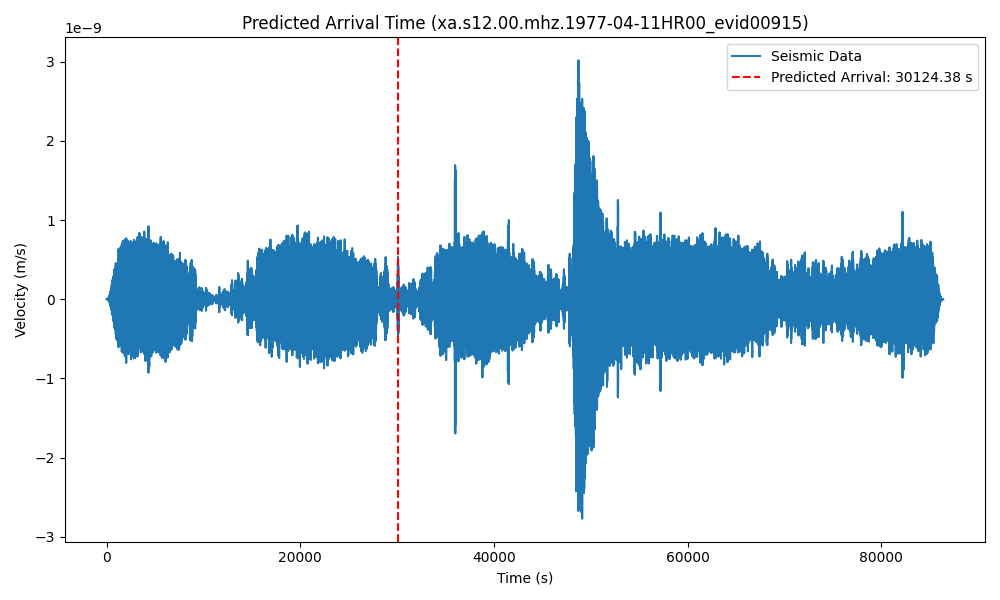 Predicted Arrival Time (xa.s12.00.mhz.1977-04-11HR00_evid00915)
1e−9
Seismic Data
Predicted Arrival: 30124.38 s
3
2
1
0
−1
−2
−3
Velocity (m/s)
0
20000
40000
60000
80000
Time (s)